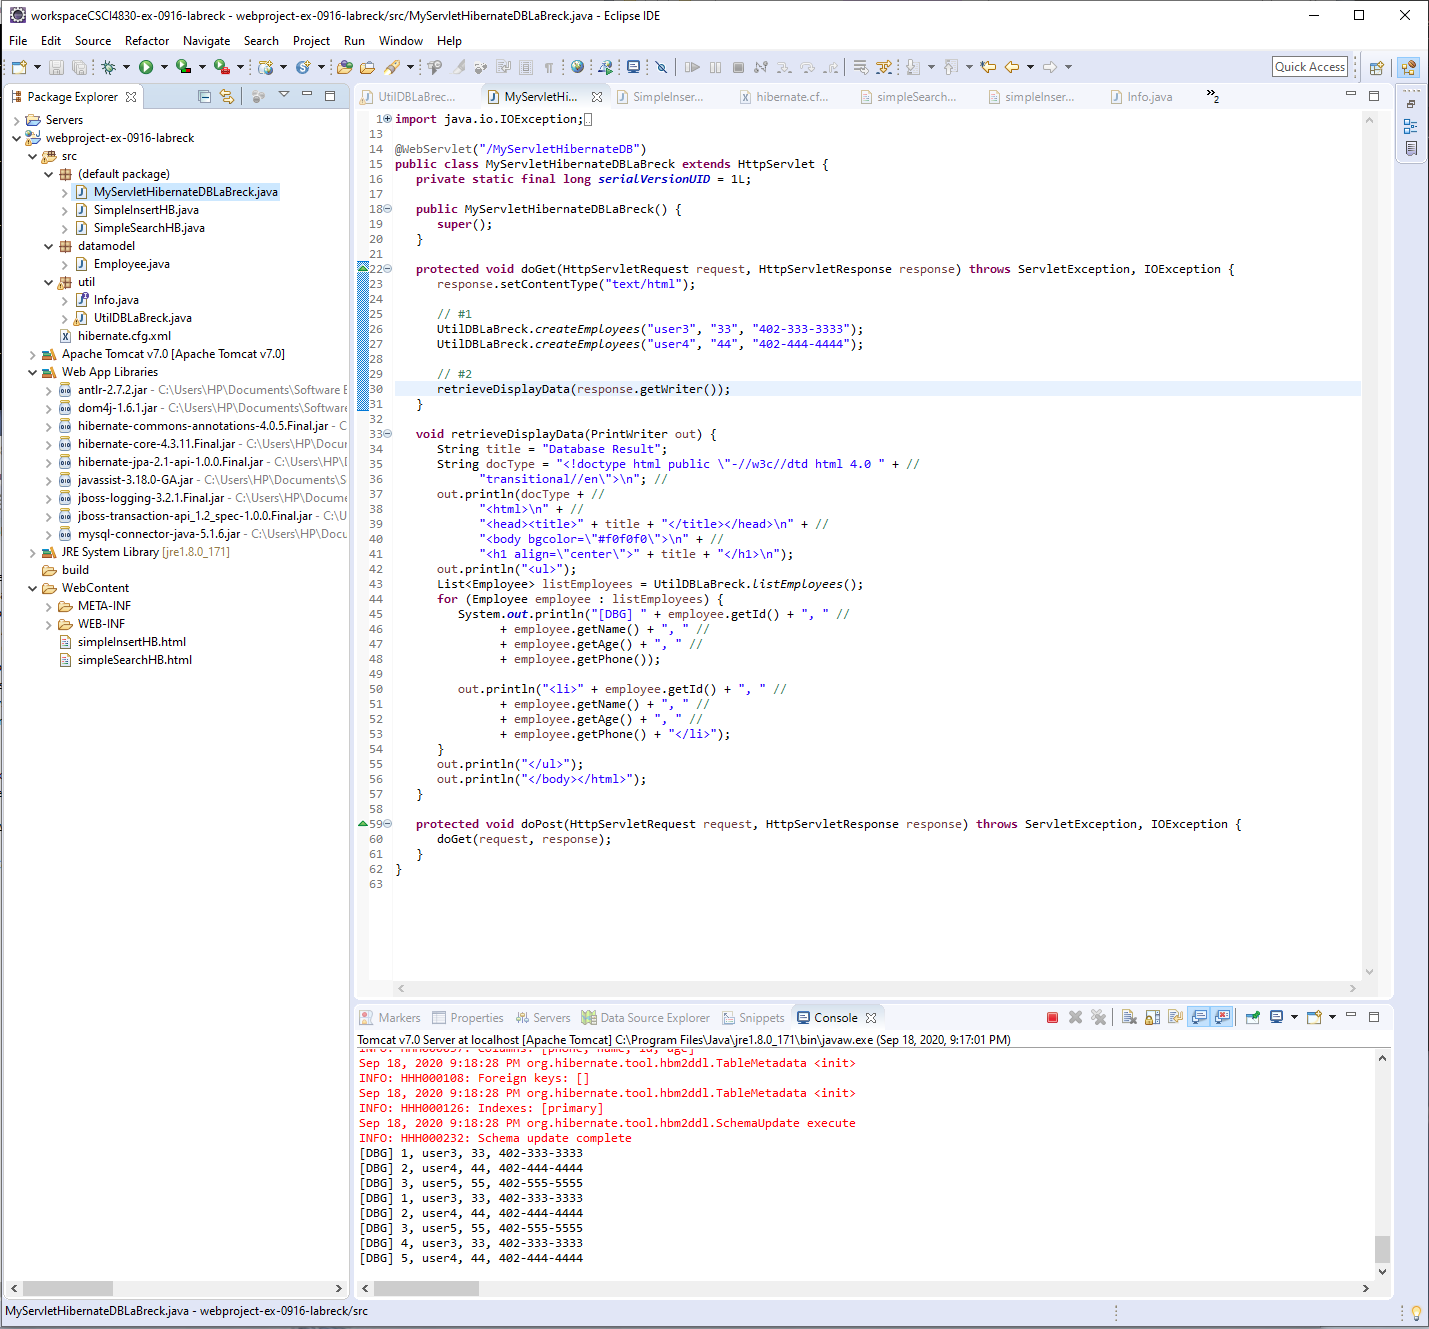 workspaceCSCI4830-ex-0916-labreck - webproject-ex-0916-labreck/src/MyServletHibernateDBLaBreck.java - Eclipse IDE
File Edit Source Refactor Navigate Search Project Run Window Help
Quick Access
Package Explorer
Servers
webproject-ex-0916-labreck
src
(default package)
MyServletHibernateDBLaBreck.java
SimpleInsertHB.java
SimpleSearchHB.java
datamodel
Employee.java
util
Info.java
UtilDBLaBreck.java
hibernate.cfg.xml
Apache Tomcat v7.0 [Apache Tomcat v7.0]
Web App Libraries
antlr-2.7.2.jar - C:\Users\HP\Documents\Software E
dom4j-1.6.1.jar - C:\Users\HP\Documents\Software
hibernate-commons-annotations-4.0.5.Final.jar - C:
hibernate-core-4.3.11.Final.jar - C:\Users\HP\Docu
hibernate-jpa-2.1-api-1.0.0.Final.jar - C:\Users\HP\
javassist-3.18.0-GA.jar - C:\Users\HP\Documents\
jboss-logging-3.2.1.Final.jar - C:\Users\HP\Docume
jboss-transaction-api_1.2_spec-1.0.0.Final.jar - C:\U
mysql-connector-java-5.1.6.jar - C:\Users\HP\Docu
JRE System Library [jre1.8.0_171]
build
WebContent
META-INF
WEB-INF
simpleInsertHB.html
simpleSearchHB.html
UtilDBLaBrec... MyServletHi... SimpleInser... hibernate.cf... simpleSearch... simpleInser... Info.java »2
1 import java.io.IOException;
13
14 @WebServlet("/MyServletHibernateDB")
15 public class MyServletHibernateDBLaBreck extends HttpServlet {
16 private static final long serialVersionUID = 1L;
17
18 public MyServletHibernateDBLaBreck() {
19 super();
20 }
21
22 protected void doGet(HttpServletRequest request, HttpServletResponse response) throws ServletException, IOException {
23 response.setContentType("text/html");
24
25 // #1
26 UtilDBLaBreck.createEmployees("user3", "33", "402-333-3333");
27 UtilDBLaBreck.createEmployees("user4", "44", "402-444-4444");
28
29 // #2
30 retrieveDisplayData(response.getWriter());
31 }
32
33 void retrieveDisplayData(PrintWriter out) {
34 String title = "Database Result";
35 String docType = "<!doctype html public \"-//w3c//dtd html 4.0 " + //
36 "transitional//en\">\n"; //
37 out.println(docType + //
38 "<html>\n" + //
39 "<head><title>" + title + "</title></head>\n" + //
40 "<body bgcolor=\"#f0f0f0\">\n" + //
41 "<h1 align=\"center\">" + title + "</h1>\n");
42 out.println("<ul>");
43 List<Employee> listEmployees = UtilDBLaBreck.listEmployees();
44 for (Employee employee : listEmployees) {
45 System.out.println("[DBG] " + employee.getId() + ", " //
46 + employee.getName() + ", " //
47 + employee.getAge() + ", " //
48 + employee.getPhone());
49
50 out.println("<li>" + employee.getId() + ", " //
51 + employee.getName() + ", " //
52 + employee.getAge() + ", " //
53 + employee.getPhone() + "</li>");
54 }
55 out.println("</ul>");
56 out.println("</body></html>");
57 }
58
59 protected void doPost(HttpServletRequest request, HttpServletResponse response) throws ServletException, IOException {
60 doGet(request, response);
61 }
62 }
63
Markers Properties Servers Data Source Explorer Snippets Console
Tomcat v7.0 Server at localhost [Apache Tomcat] C:\Program Files\Java\jre1.8.0_171\bin\javaw.exe (Sep 18, 2020, 9:17:01 PM)
INFO: HHH000037: Columns: [phone, name, id, age]
Sep 18, 2020 9:18:28 PM org.hibernate.tool.hbm2ddl.TableMetadata <init>
INFO: HHH000108: Foreign keys: []
Sep 18, 2020 9:18:28 PM org.hibernate.tool.hbm2ddl.TableMetadata <init>
INFO: HHH000126: Indexes: [primary]
Sep 18, 2020 9:18:28 PM org.hibernate.tool.hbm2ddl.SchemaUpdate execute
INFO: HHH000232: Schema update complete
[DBG] 1, user3, 33, 402-333-3333
[DBG] 2, user4, 44, 402-444-4444
[DBG] 3, user5, 55, 402-555-5555
[DBG] 1, user3, 33, 402-333-3333
[DBG] 2, user4, 44, 402-444-4444
[DBG] 3, user5, 55, 402-555-5555
[DBG] 4, user3, 33, 402-333-3333
[DBG] 5, user4, 44, 402-444-4444
MyServletHibernateDBLaBreck.java - webproject-ex-0916-labreck/src